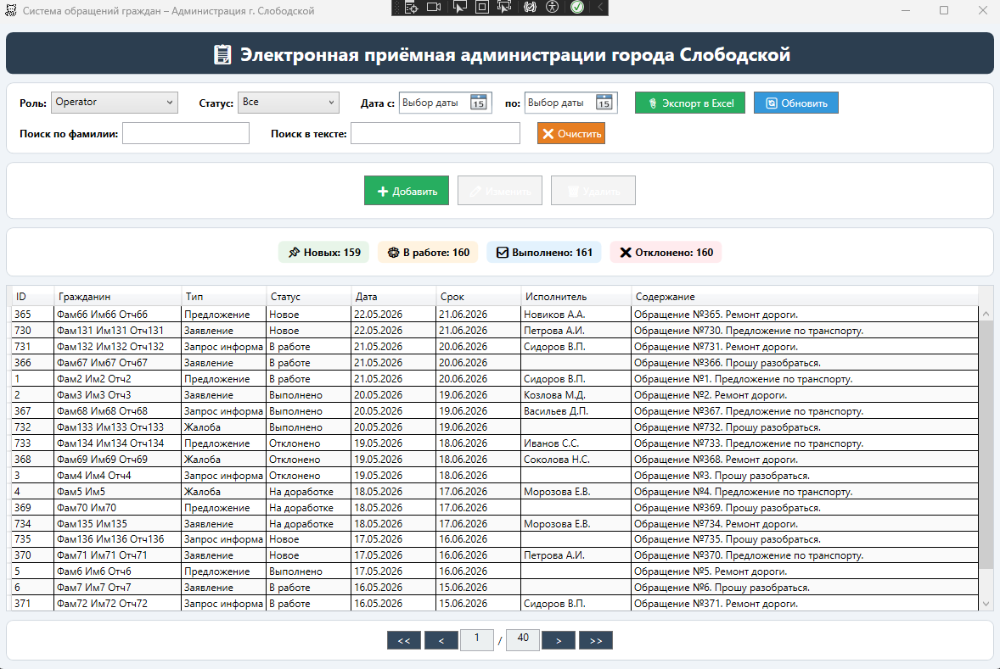 Система обращений граждан – Администрация г. Слободской
Электронная приёмная администрации города Слободской
Роль: Operator Статус: Все Дата с: Выбор даты 15 по: Выбор даты 15 Экспорт в Excel Обновить
Поиск по фамилии: Поиск в тексте: Очистить
Добавить Изменить Удалить
Новых: 159 В работе: 160 Выполнено: 161 Отклонено: 160
ID Гражданин Тип Статус Дата Срок Исполнитель Содержание
365 Фам66 Им66 Отч66 Предложение Новое 22.05.2026 21.06.2026 Новиков А.А. Обращение №365. Ремонт дороги.
730 Фам131 Им131 Отч131 Заявление Новое 22.05.2026 21.06.2026 Петрова А.И. Обращение №730. Предложение по транспорту.
731 Фам132 Им132 Отч132 Запрос информа В работе 21.05.2026 20.06.2026 Сидоров В.П. Обращение №731. Ремонт дороги.
366 Фам67 Им67 Отч67 Заявление В работе 21.05.2026 20.06.2026 Обращение №366. Прошу разобраться.
1 Фам2 Им2 Отч2 Предложение В работе 21.05.2026 20.06.2026 Сидоров В.П. Обращение №1. Предложение по транспорту.
2 Фам3 Им3 Отч3 Заявление Выполнено 20.05.2026 19.06.2026 Козлова М.Д. Обращение №2. Ремонт дороги.
367 Фам68 Им68 Отч68 Запрос информа Выполнено 20.05.2026 19.06.2026 Васильев Д.П. Обращение №367. Предложение по транспорту.
732 Фам133 Им133 Отч133 Жалоба Выполнено 20.05.2026 19.06.2026 Обращение №732. Прошу разобраться.
733 Фам134 Им134 Отч134 Предложение Отклонено 19.05.2026 18.06.2026 Иванов С.С. Обращение №733. Предложение по транспорту.
368 Фам69 Им69 Отч69 Жалоба Отклонено 19.05.2026 18.06.2026 Соколова Н.С. Обращение №368. Ремонт дороги.
3 Фам4 Им4 Отч4 Запрос информа Отклонено 19.05.2026 18.06.2026 Обращение №3. Прошу разобраться.
4 Фам5 Им5 Жалоба На доработке 18.05.2026 17.06.2026 Морозова Е.В. Обращение №4. Предложение по транспорту.
369 Фам70 Им70 Предложение На доработке 18.05.2026 17.06.2026 Обращение №369. Прошу разобраться.
734 Фам135 Им135 Заявление На доработке 18.05.2026 17.06.2026 Морозова Е.В. Обращение №734. Ремонт дороги.
735 Фам136 Им136 Отч136 Запрос информа Новое 17.05.2026 16.06.2026 Обращение №735. Прошу разобраться.
370 Фам71 Им71 Отч71 Заявление Новое 17.05.2026 16.06.2026 Петрова А.И. Обращение №370. Предложение по транспорту.
5 Фам6 Им6 Отч6 Предложение Выполнено 17.05.2026 16.06.2026 Обращение №5. Ремонт дороги.
6 Фам7 Им7 Отч7 Заявление В работе 16.05.2026 15.06.2026 Обращение №6. Прошу разобраться.
371 Фам72 Им72 Отч72 Запрос информа В работе 16.05.2026 15.06.2026 Сидоров В.П. Обращение №371. Ремонт дороги.
<< < 1 / 40 > >>